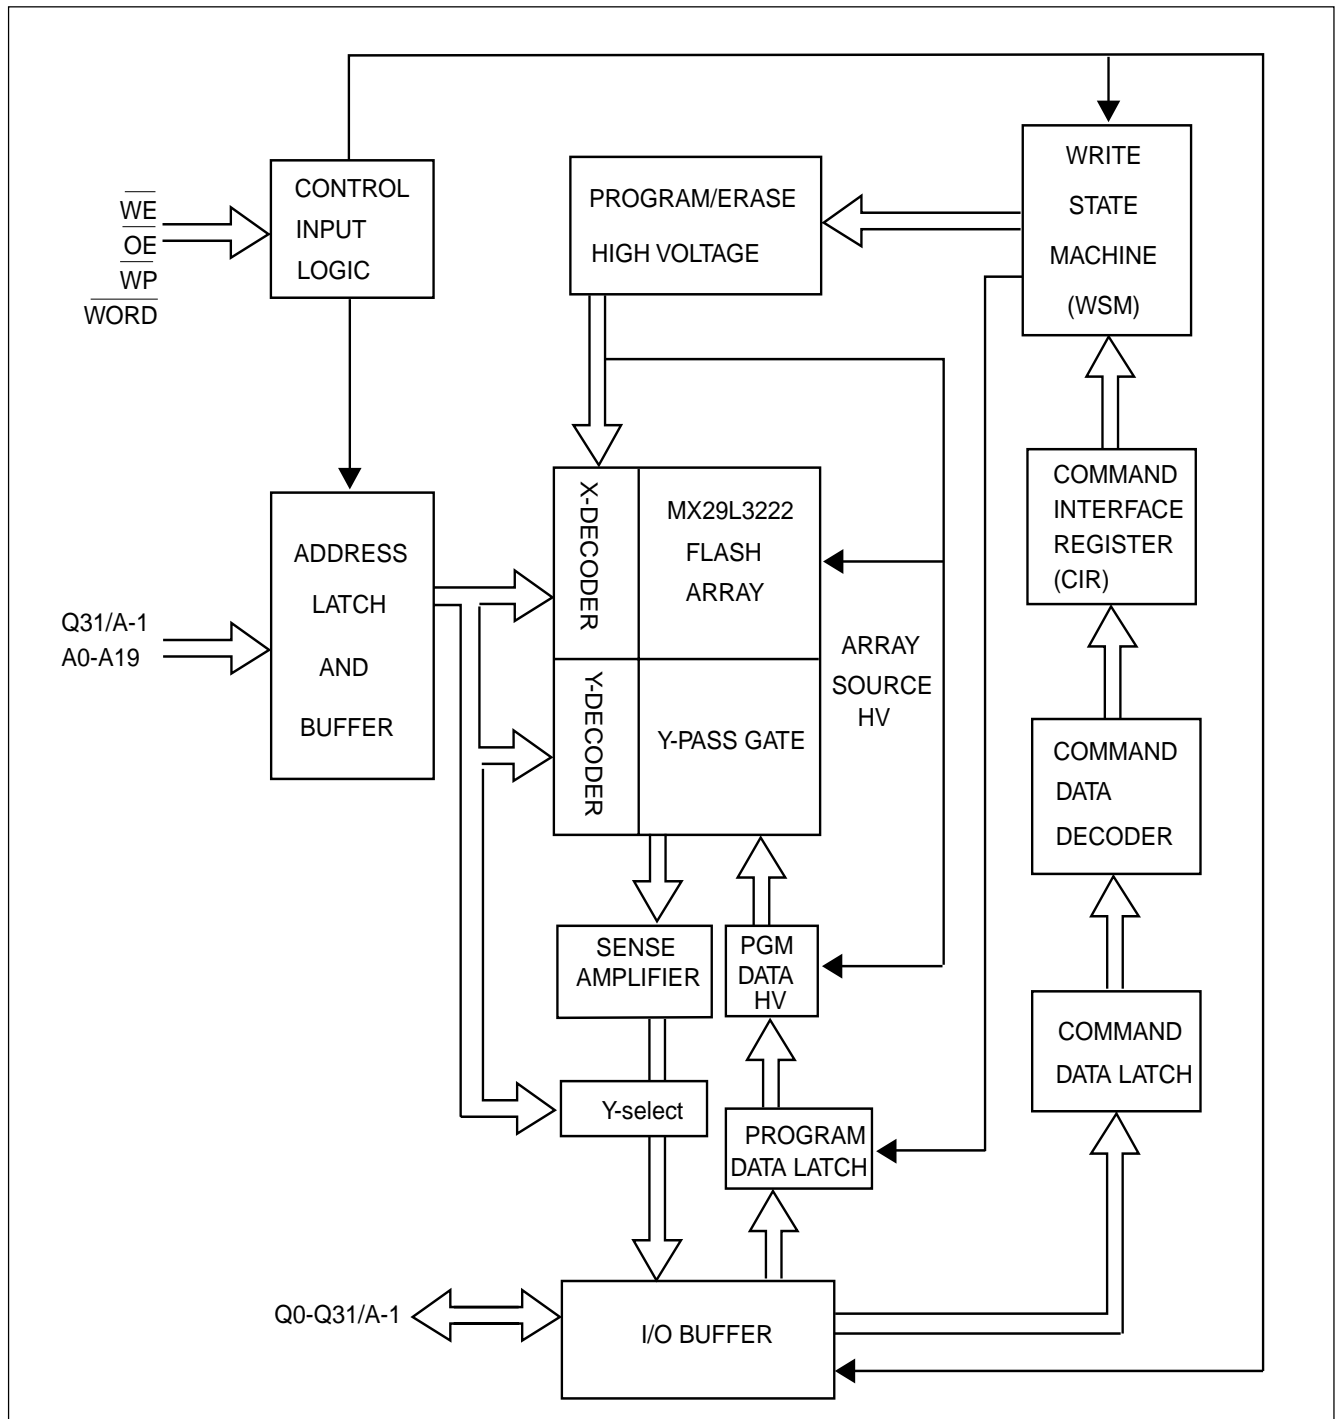 WE
OE
WP
WORD
CONTROL
INPUT
LOGIC
PROGRAM/ERASE
HIGH VOLTAGE
WRITE
STATE
MACHINE
(WSM)
Q31/A-1
A0-A19
ADDRESS
LATCH
AND
BUFFER
X-DECODER
MX29L3222
FLASH
ARRAY
Y-DECODER
Y-PASS GATE
ARRAY
SOURCE
HV
COMMAND
INTERFACE
REGISTER
(CIR)
COMMAND
DATA
DECODER
SENSE
AMPLIFIER
PGM
DATA
HV
COMMAND
DATA LATCH
Y-select
PROGRAM
DATA LATCH
Q0-Q31/A-1
I/O BUFFER